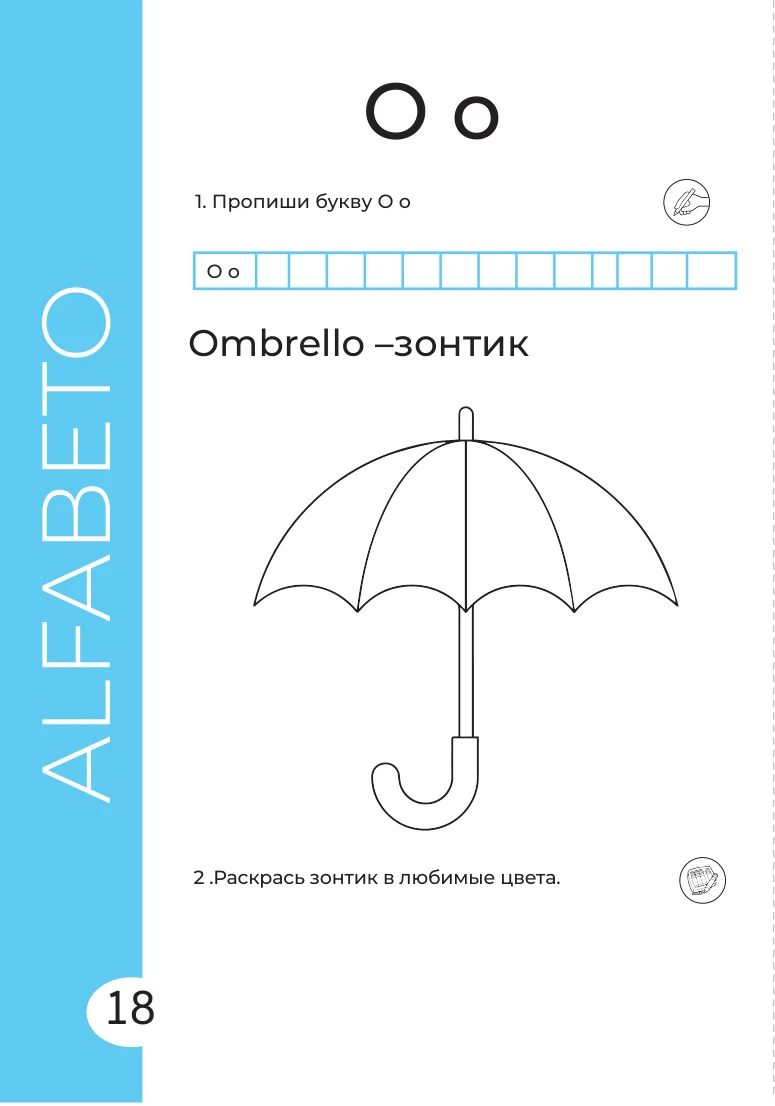 O o
1. Пропиши букву O o
O o
Ombrello –зонтик
2 .Раскрась зонтик в любимые цвета.
ALFABETO
18